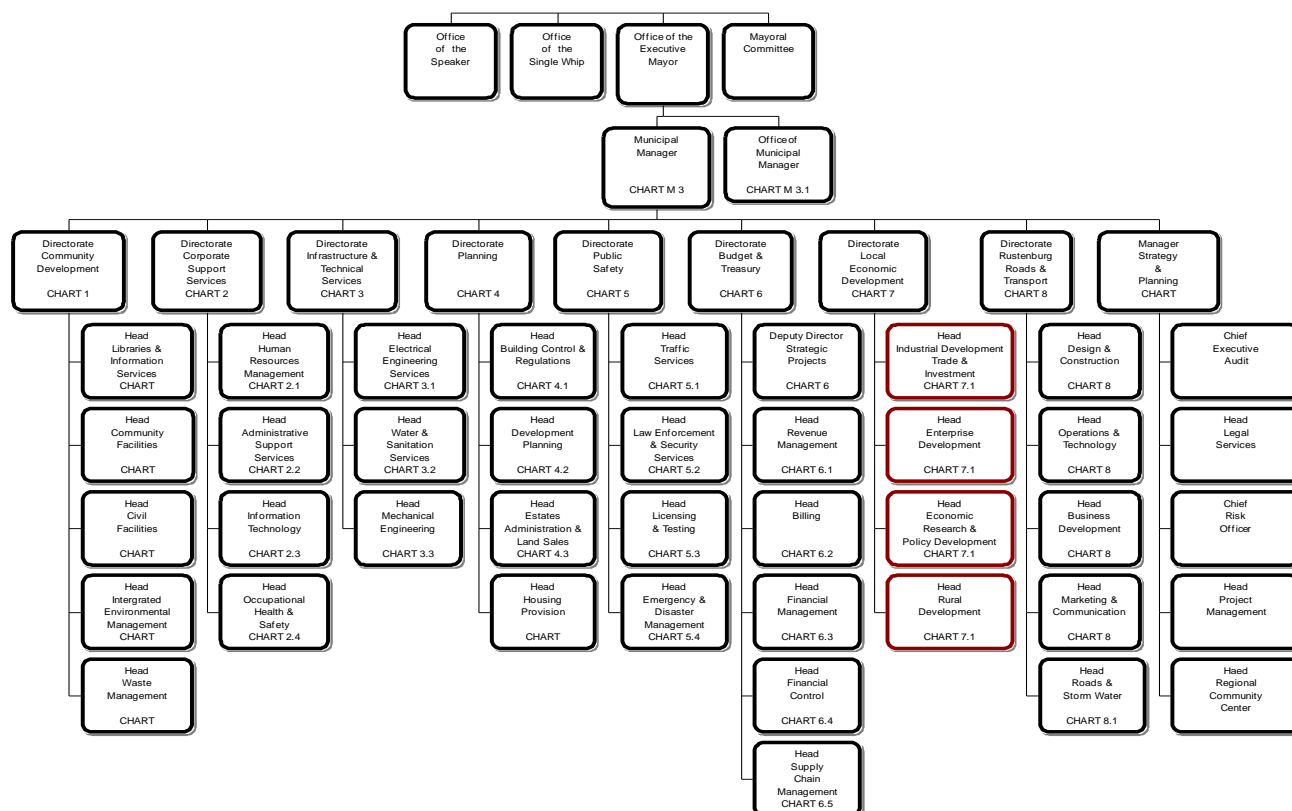 Office
of the
Speaker
Office
of the
Single Whip
Office of the
Executive
Mayor
Mayoral
Committee
Municipal
Manager
CHART M 3
Office of
Municipal
Manager
CHART M 3.1
Directorate
Community
Development
CHART 1
Directorate
Corporate
Support
Services
CHART 2
Directorate
Infrastructure &
Technical
Services
CHART 3
Directorate
Planning
CHART 4
Directorate
Public
Safety
CHART 5
Directorate
Budget &
Treasury
CHART 6
Directorate
Local
Economic
Development
CHART 7
Directorate
Rustenburg
Roads &
Transport
CHART 8
Manager
Strategy
&
Planning
CHART
Head
Libraries &
Information
Services
CHART
Head
Community
Facilities
CHART
Head
Civil
Facilities
CHART
Head
Intergrated
Environmental
Management
CHART
Head
Waste
Management
CHART
Head
Human
Resources
Management
CHART 2.1
Head
Administrative
Support
Services
CHART 2.2
Head
Information
Technology
CHART 2.3
Head
Occupational
Health &
Safety
CHART 2.4
Head
Electrical
Engineering
Services
CHART 3.1
Head
Water &
Sanitation
Services
CHART 3.2
Head
Mechanical
Engineering
CHART 3.3
Head
Building Control &
Regulations
CHART 4.1
Head
Development
Planning
CHART 4.2
Head
Estates
Administration &
Land Sales
CHART 4.3
Head
Housing
Provision
CHART
Head
Traffic
Services
CHART 5.1
Head
Law Enforcement
& Security
Services
CHART 5.2
Head
Licensing
& Testing
CHART 5.3
Head
Emergency &
Disaster
Management
CHART 5.4
Deputy Director
Strategic
Projects
CHART 6
Head
Revenue
Management
CHART 6.1
Head
Billing
CHART 6.2
Head
Financial
Management
CHART 6.3
Head
Financial
Control
CHART 6.4
Head
Supply
Chain
Management
CHART 6.5
Head
Industrial Development
Trade &
Investment
CHART 7.1
Head
Enterprise
Development
CHART 7.1
Head
Economic
Research &
Policy Development
CHART 7.1
Head
Rural
Development
CHART 7.1
Head
Design &
Construction
CHART 8
Head
Operations &
Technology
CHART 8
Head
Business
Development
CHART 8
Head
Marketing &
Communication
CHART 8
Head
Roads &
Storm Water
CHART 8.1
Chief
Executive
Audit
Head
Legal
Services
Chief
Risk
Officer
Head
Project
Management
Haed
Regional
Community
Center